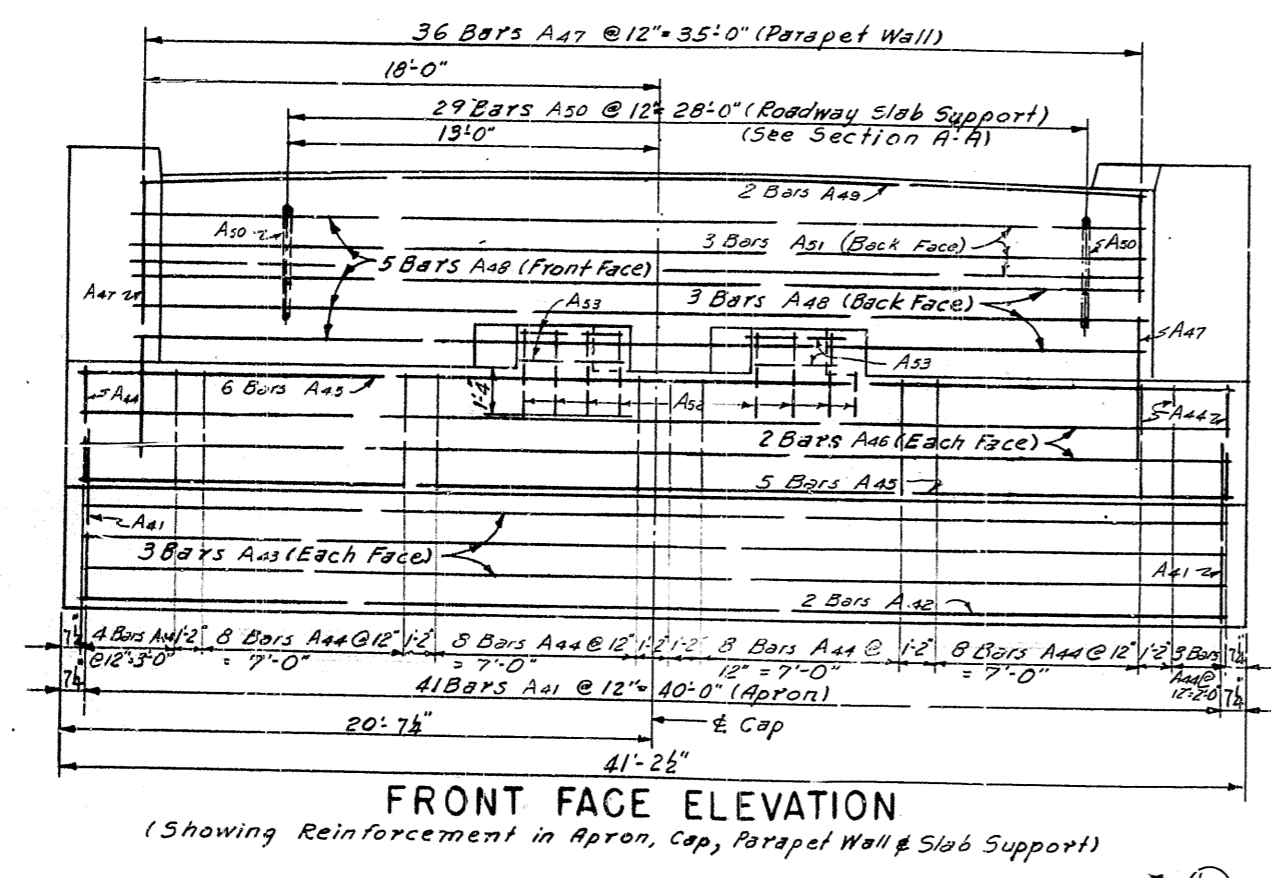 36 Bars A47 @ 12" = 35'-0" (Parapet Wall)
18'-0"
29 Bars A50 @ 12" = 28'-0" (Roadway Slab Support)
13'-0"
(See Section A-A)
2 Bars A49
A50
3 Bars A51 (Back Face)
A50
5 Bars A48 (Front Face)
A47
A53
3 Bars A48 (Back Face)
A47
A53
A44
6 Bars A45
1'-4"
A52
A44
2 Bars A46 (Each Face)
5 Bars A45
A41
3 Bars A43 (Each Face)
A41
2 Bars A42
7¼"
4 Bars A44
@12"=3'-0"
1'-2"
8 Bars A44 @ 12"
= 7'-0"
1'-2"
8 Bars A44 @ 12"
= 7'-0"
1'-2"
1'-2"
8 Bars A44 @
12" = 7'-0"
1'-2"
8 Bars A44 @ 12"
= 7'-0"
1'-2"
3 Bars
A44@
12"=2'-0"
7¼"
7¼"
41 Bars A41 @ 12" = 40'-0" (Apron)
7¼"
20'-7¼"
℄ Cap
41'-2½"
FRONT FACE ELEVATION
(Showing Reinforcement in Apron, Cap, Parapet Wall & Slab Support)